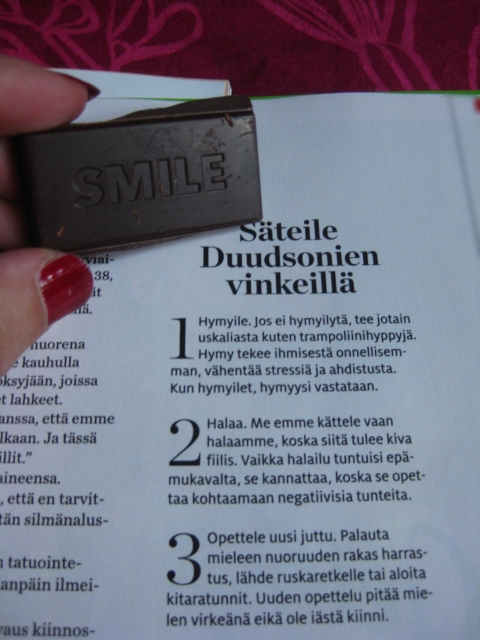 SMILE
Säteile
Duudsonien
vinkeillä
1 Hymyile. Jos ei hymyilytä, tee jotain
uskaliasta kuten trampoliinihyppyjä.
Hymy tekee ihmisestä onnellisem-
man, vähentää stressiä ja ahdistusta.
Kun hymyilet, hymyysi vastataan.
2 Halaa. Me emme kättele vaan
halaamme, koska siitä tulee kiva
fiilis. Vaikka halailu tuntuisi epä-
mukavalta, se kannattaa, koska se opet-
taa kohtaamaan negatiivisia tunteita.
3 Opettele uusi juttu. Palauta
mieleen nuoruuden rakas harras-
tus, lähde ruskaretkelle tai aloita
kitaratunnit. Uuden opettelu pitää mie-
len virkeänä eikä ole iästä kiinni.
38,
kauhulla
öksyjään, joissa
lahkeet.
anssa, että emme
lkaan. Ja tässä
illit.”
aineensa.
, että en tarvit-
tän silmänalus-
tatuointe-
anpäin ilmei-
vaus kiinnos-